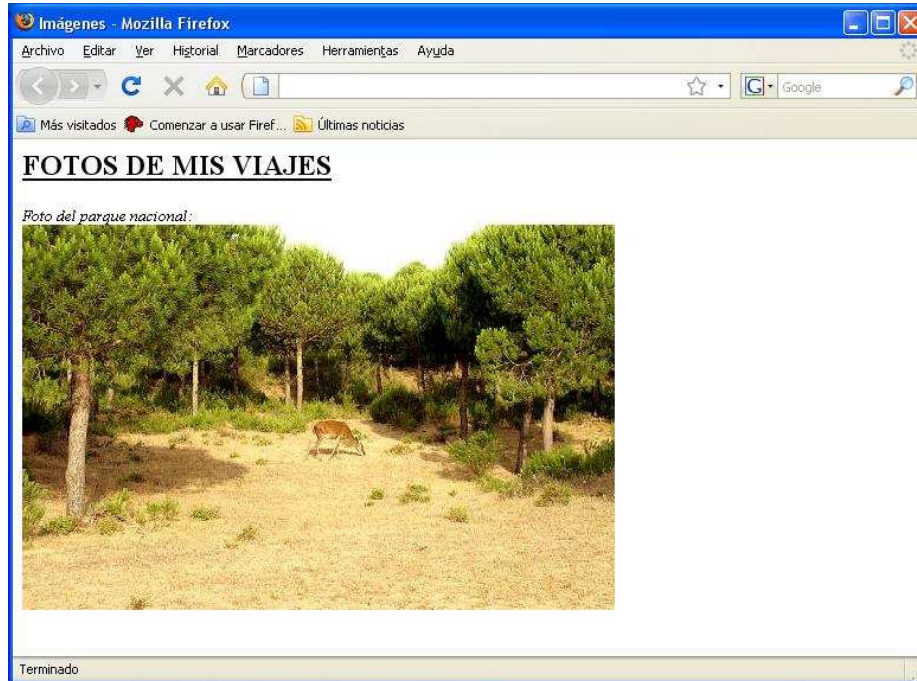 Imágenes - Mozilla Firefox
Archivo Editar Ver Historial Marcadores Herramientas Ayuda
G Google
Más visitados Comenzar a usar Firef... Últimas noticias
FOTOS DE MIS VIAJES
Foto del parque nacional:
Terminado